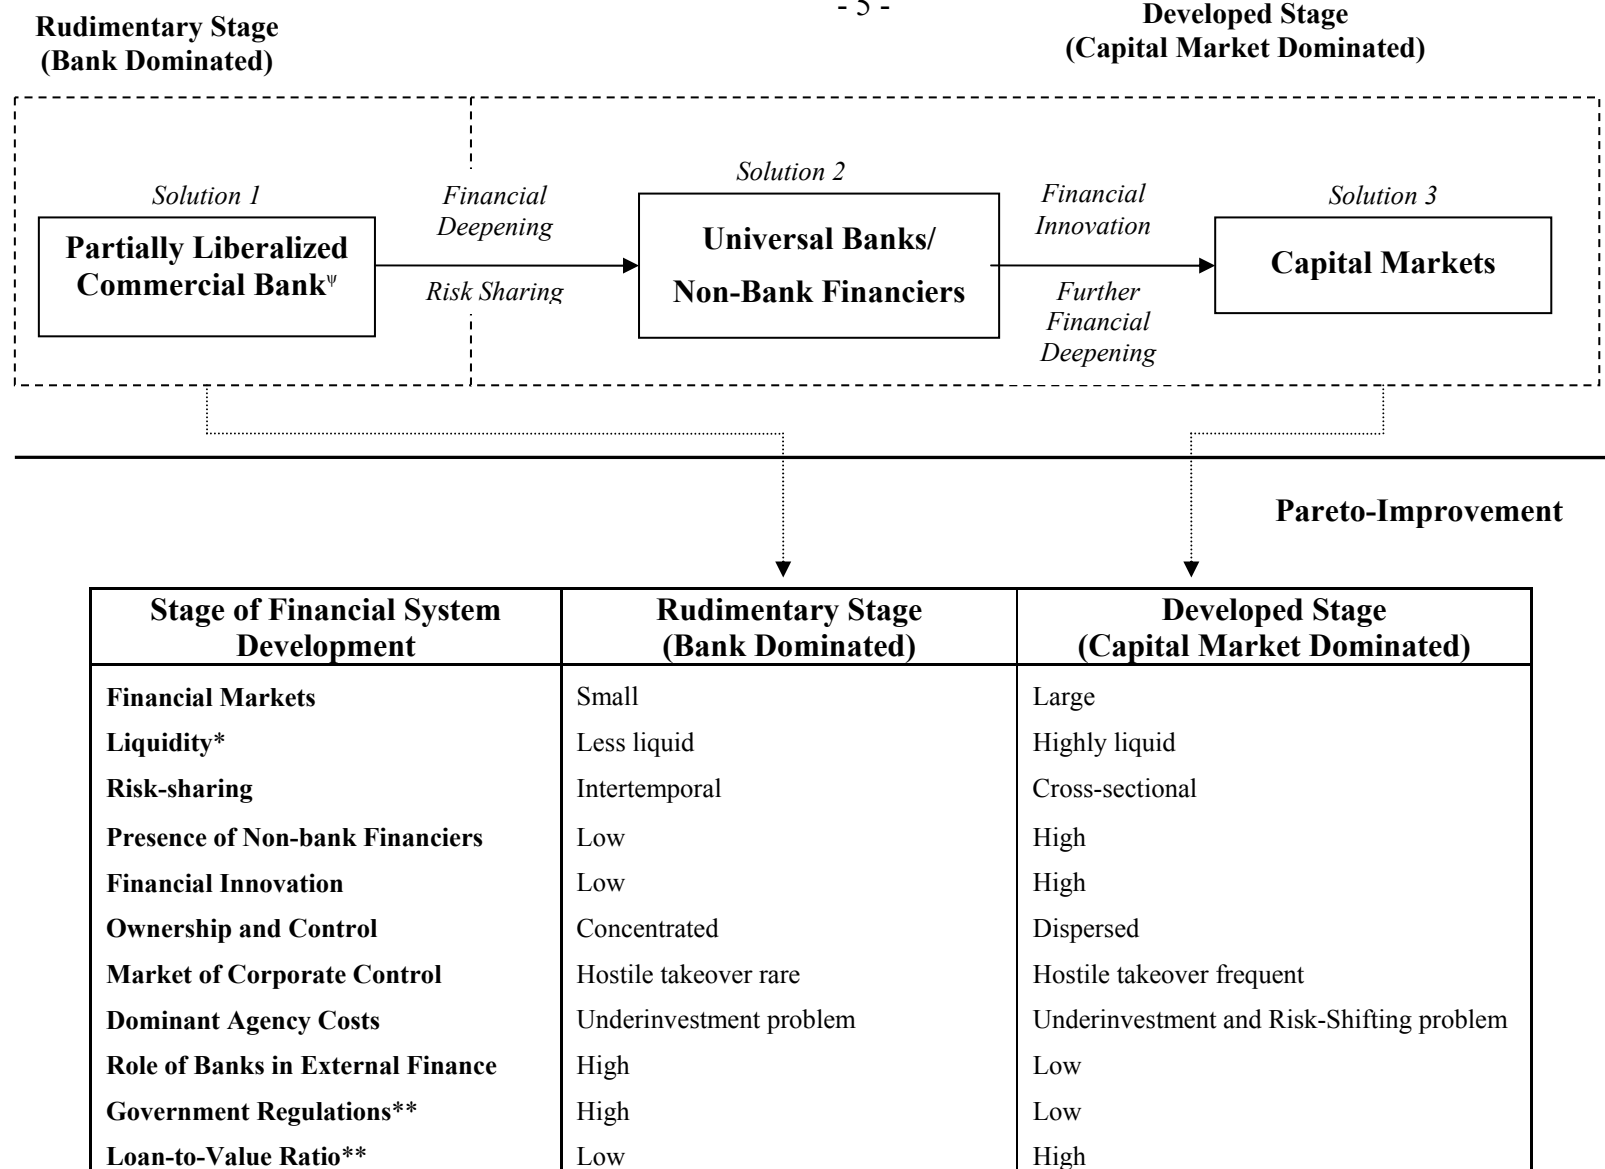 - 5 -
Rudimentary Stage
(Bank Dominated)
Developed Stage
(Capital Market Dominated)
Solution 1
Partially Liberalized
Commercial Bankᵠ
Financial
Deepening
Risk Sharing
Solution 2
Universal Banks/
Non-Bank Financiers
Financial
Innovation
Further
Financial
Deepening
Solution 3
Capital Markets
Pareto-Improvement
Stage of Financial System
Development
Rudimentary Stage
(Bank Dominated)
Developed Stage
(Capital Market Dominated)
Financial Markets Small Large
Liquidity* Less liquid Highly liquid
Risk-sharing Intertemporal Cross-sectional
Presence of Non-bank Financiers Low High
Financial Innovation Low High
Ownership and Control Concentrated Dispersed
Market of Corporate Control Hostile takeover rare Hostile takeover frequent
Dominant Agency Costs Underinvestment problem Underinvestment and Risk-Shifting problem
Role of Banks in External Finance High Low
Government Regulations** High Low
Loan-to-Value Ratio** Low High